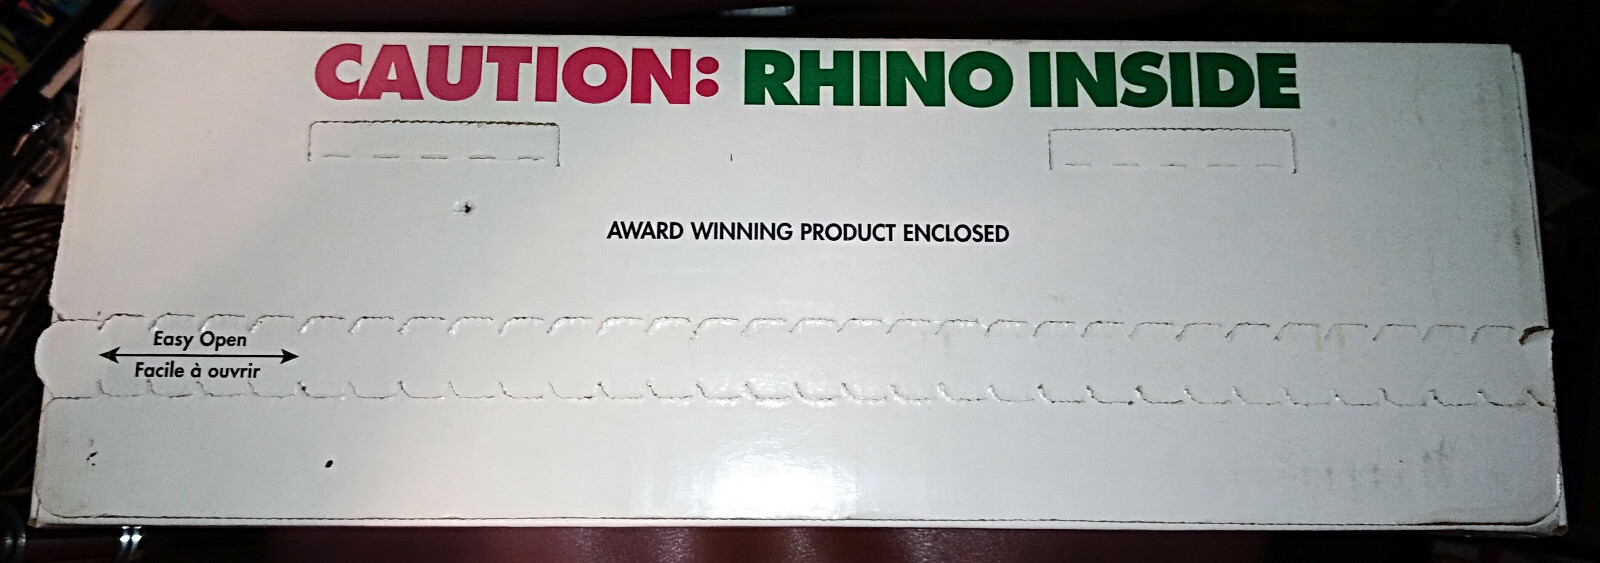 CAUTION: RHINO INSIDE
AWARD WINNING PRODUCT ENCLOSED
Easy Open
Facile à ouvrir